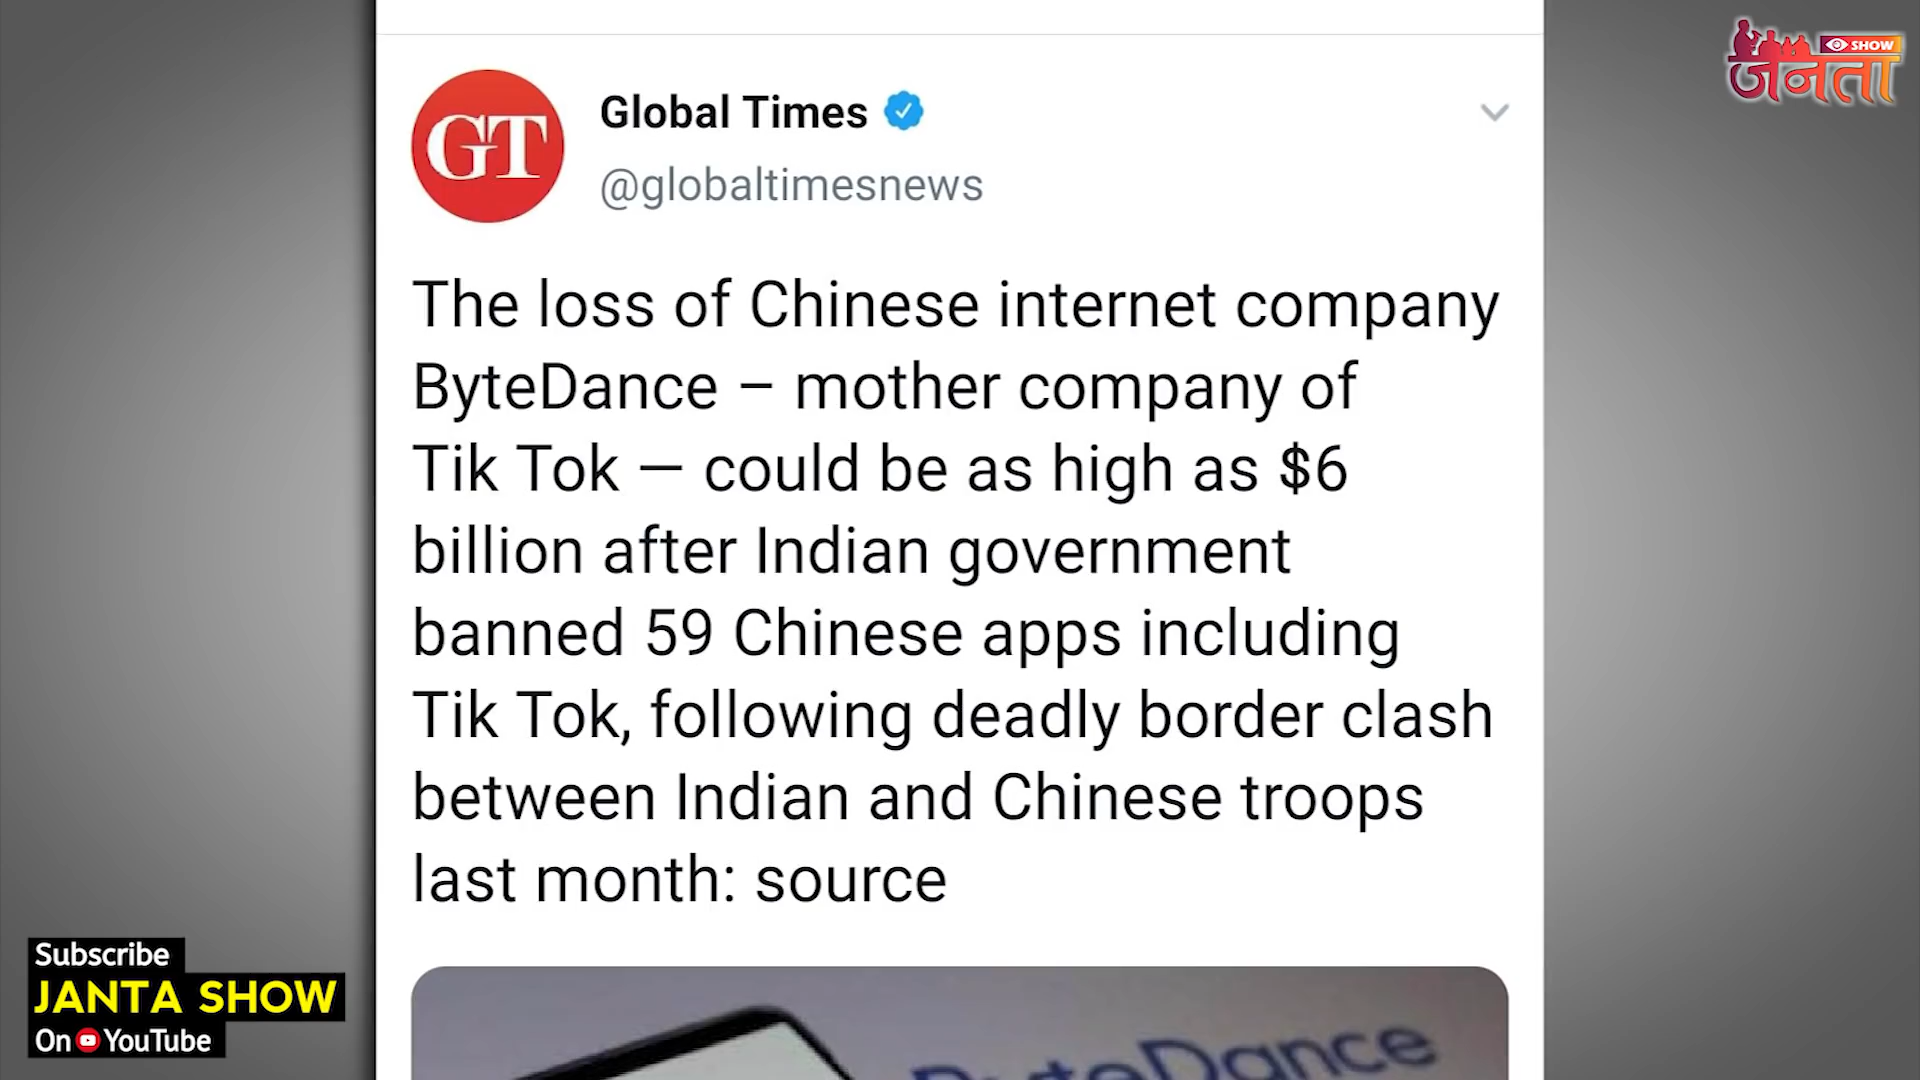 SHOW
जनता
GT
Global Times
@globaltimesnews
The loss of Chinese internet company
ByteDance – mother company of
Tik Tok — could be as high as $6
billion after Indian government
banned 59 Chinese apps including
Tik Tok, following deadly border clash
between Indian and Chinese troops
last month: source
ByteDance
Subscribe
JANTA SHOW
On YouTube